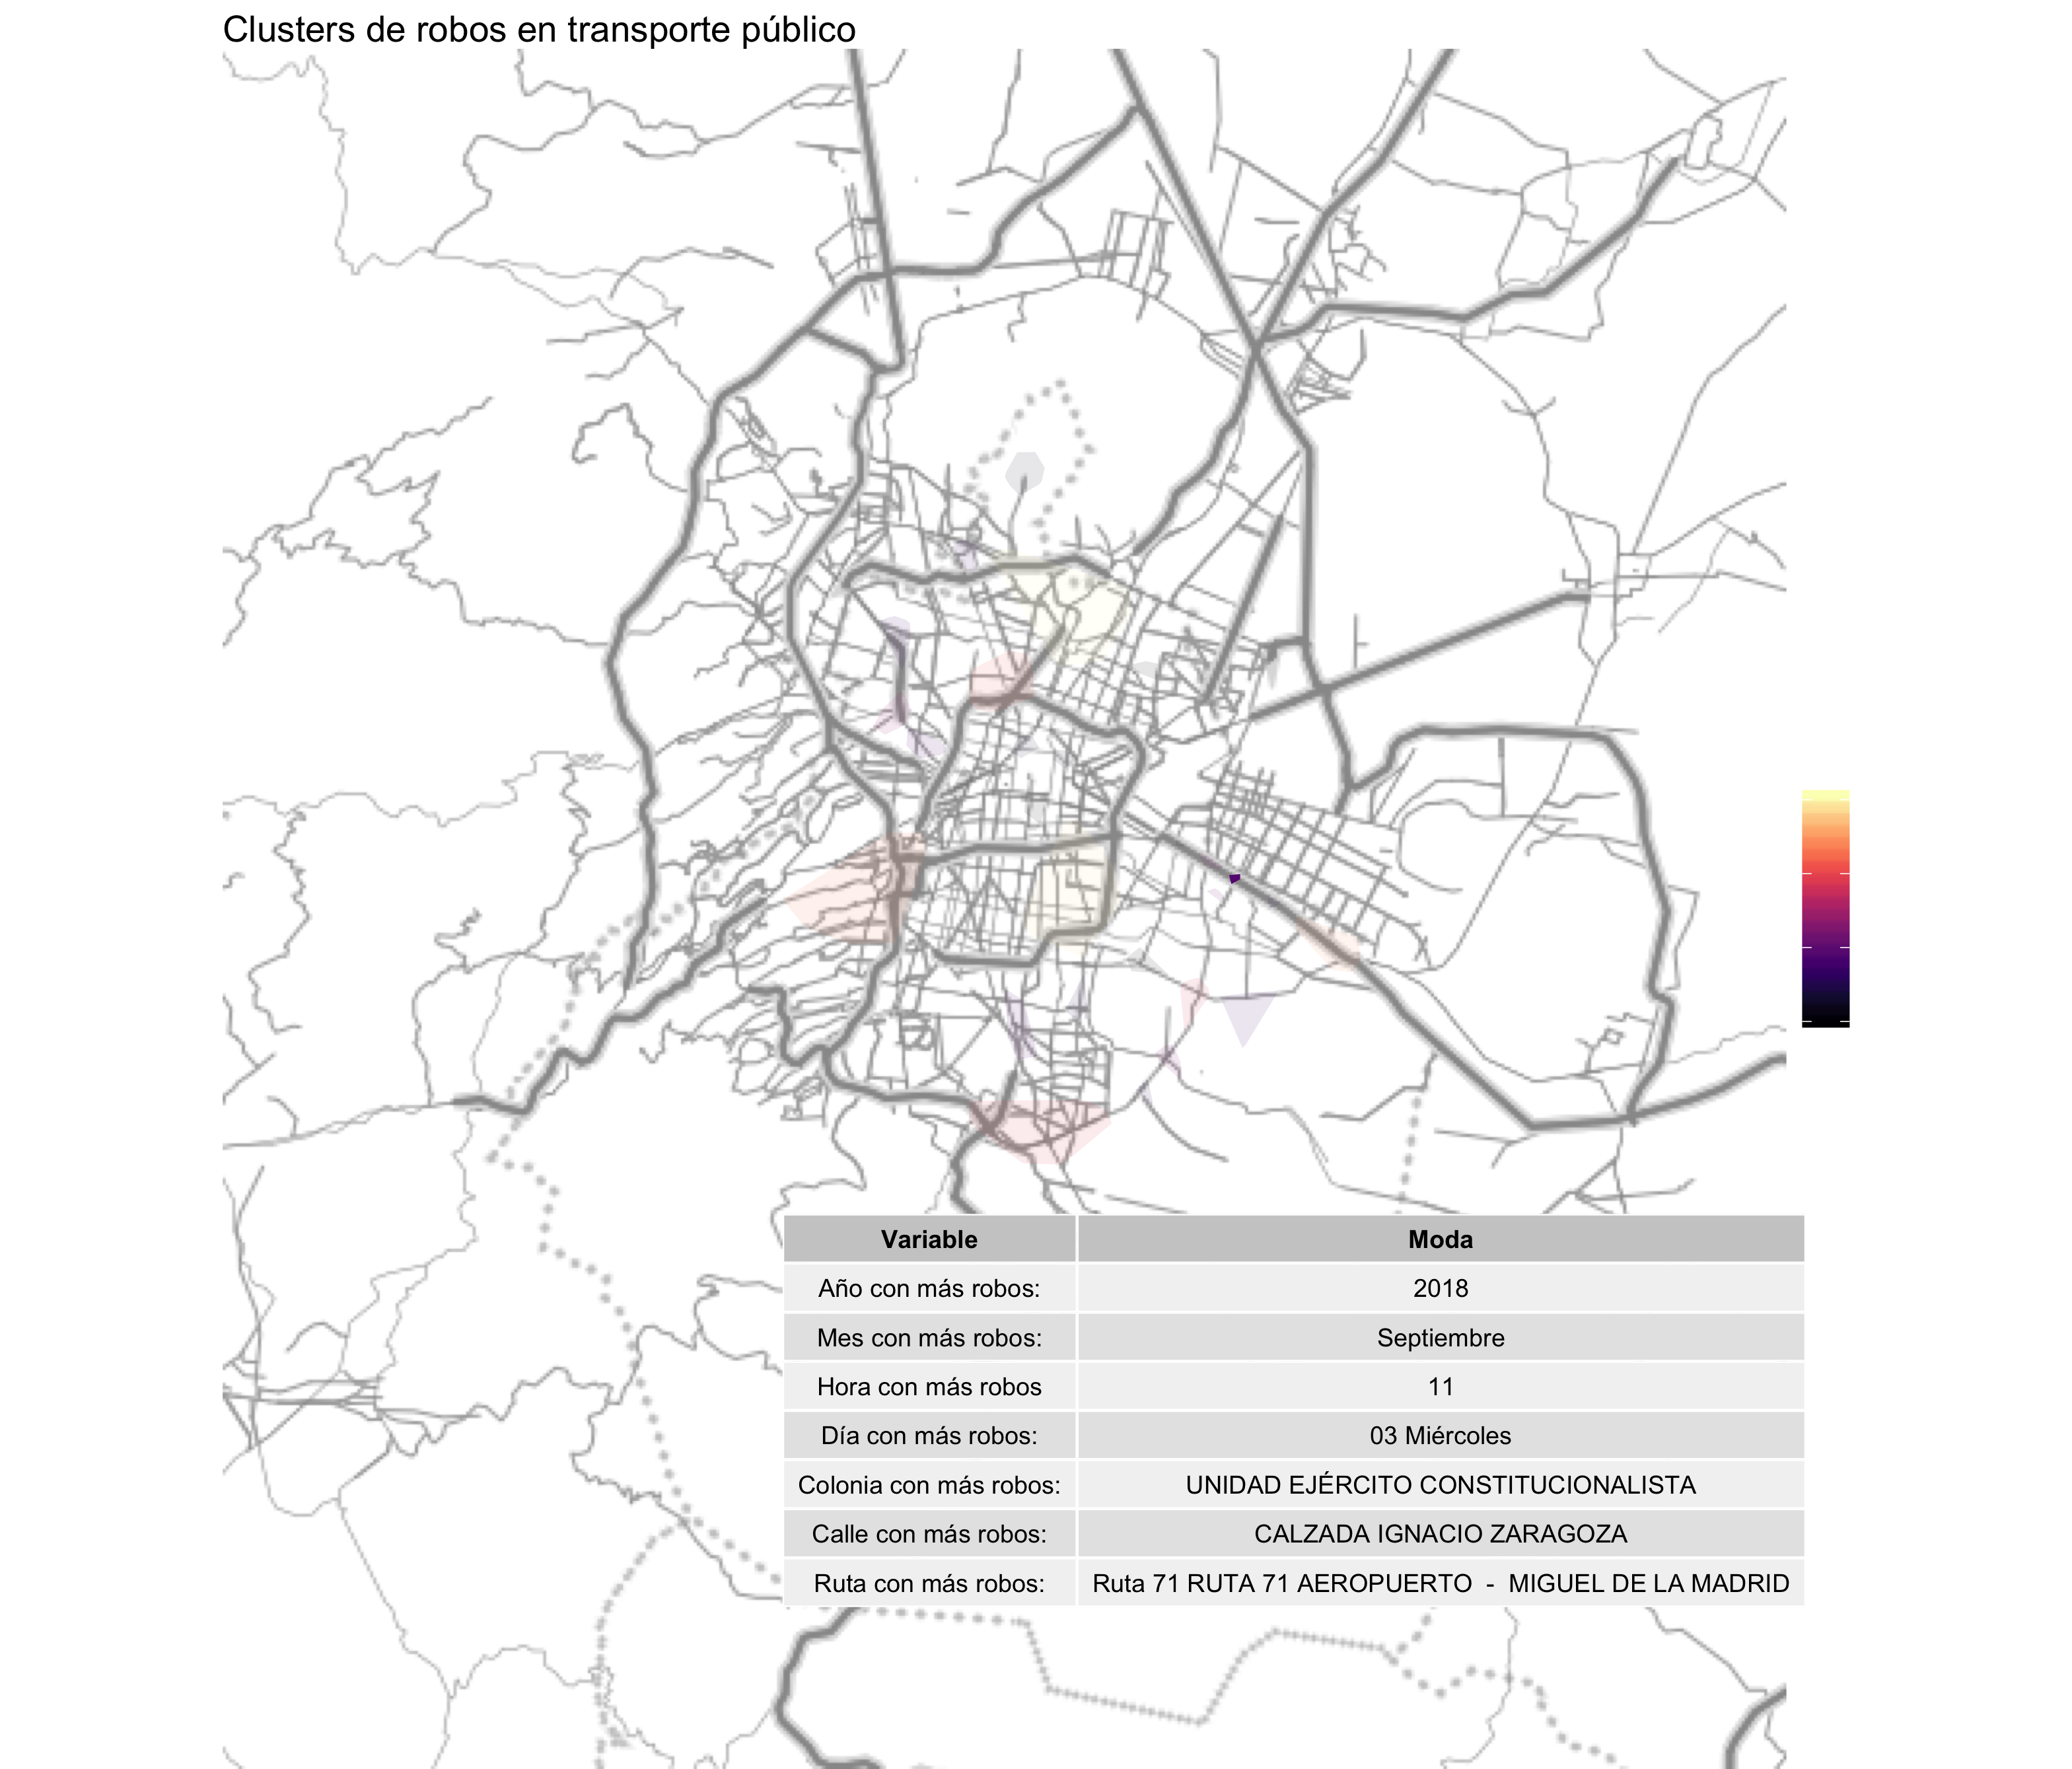 Clusters de robos en transporte público
Variable Moda
Año con más robos: 2018
Mes con más robos: Septiembre
Hora con más robos 11
Día con más robos: 03 Miércoles
Colonia con más robos: UNIDAD EJÉRCITO CONSTITUCIONALISTA
Calle con más robos: CALZADA IGNACIO ZARAGOZA
Ruta con más robos: Ruta 71 RUTA 71 AEROPUERTO - MIGUEL DE LA MADRID